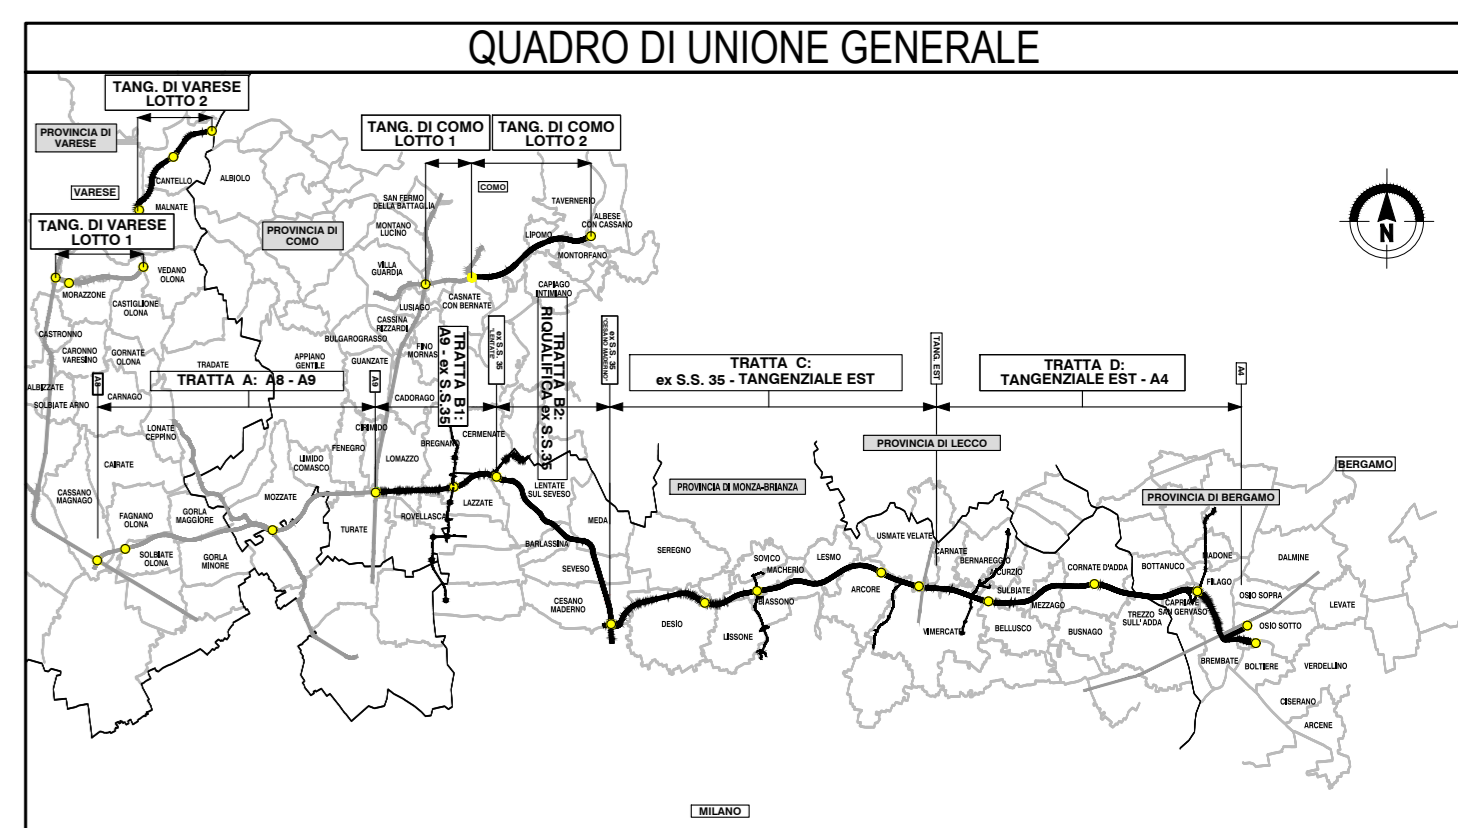 QUADRO DI UNIONE GENERALE
TANG. DI VARESE
LOTTO 2
PROVINCIA DI
VARESE
TANG. DI COMO
LOTTO 1
TANG. DI COMO
LOTTO 2
CANTELLO
ALBIOLO
VARESE
COMO
MALNATE
SAN FERMO
DELLA BATTAGLIA
TAVERNERIO
ALBESE
CON CASSANO
TANG. DI VARESE
LOTTO 1
PROVINCIA DI
COMO
MONTANO
LUCINO
LIPOMO
MONTORFANO
N
VEDANO
OLONA
VILLA
GUARDIA
MORAZZONE
CASTIGLIONE
OLONA
LUSIAGO
CASNATE
CON BERNATE
CAPIAGO
INTIMIANO
CASTRONNO
CASSINA
RIZZARDI
BULGAROGRASSO
CARONNO
VARESINO
GORNATE
OLONA
TRADATE
APPIANO
GENTILE
GUANZATE
FINO
MORNAS
TRATTA B1:
A9 - ex S.S.35
ex S.S. 35
"LENTATE"
TRATTA B2:
RIQUALIFICA ex S.S.35
ex S.S. 35
"CESANO MADERNO"
TANG. EST
A4
ALBIZZATE
A8
TRATTA A: A8 - A9
A9
TRATTA C:
ex S.S. 35 - TANGENZIALE EST
TRATTA D:
TANGENZIALE EST - A4
SOLBIATE ARNO
CARNAGO
CADORAGO
LONATE
CEPPINO
CIRIMIDO
FENEGRO
BREGNANO
CERMENATE
PROVINCIA DI LECCO
CAIRATE
LIMIDO
COMASCO
LOMAZZO
BERGAMO
CASSANO
MAGNAGO
MOZZATE
LENTATE
SUL SEVESO
PROVINCIA DI MONZA-BRIANZA
PROVINCIA DI BERGAMO
FAGNANO
OLONA
GORLA
MAGGIORE
TURATE
ROVELLASCA
LAZZATE
MEDA
SOLBIATE
OLONA
GORLA
MINORE
BARLASSINA
SEVESO
SEREGNO
SOVICO
MACHERIO
LESMO
USMATE VELATE
CARNATE
BERNAREGGIO
CORNATE D'ADDA
BOTTANUCO
MADONE
DALMINE
CESANO
MADERNO
BIASSONO
ARCORE
SULBIATE
MEZZAGO
FILAGO
OSIO SOPRA
LEVATE
DESIO
LISSONE
VIMERCATE
BELLUSCO
BUSNAGO
TREZZO
SULL'ADDA
SAN GERVASO
OSIO SOTTO
BREMBATE
BOLTIERE
VERDELLINO
CISERANO
ARCENE
MILANO